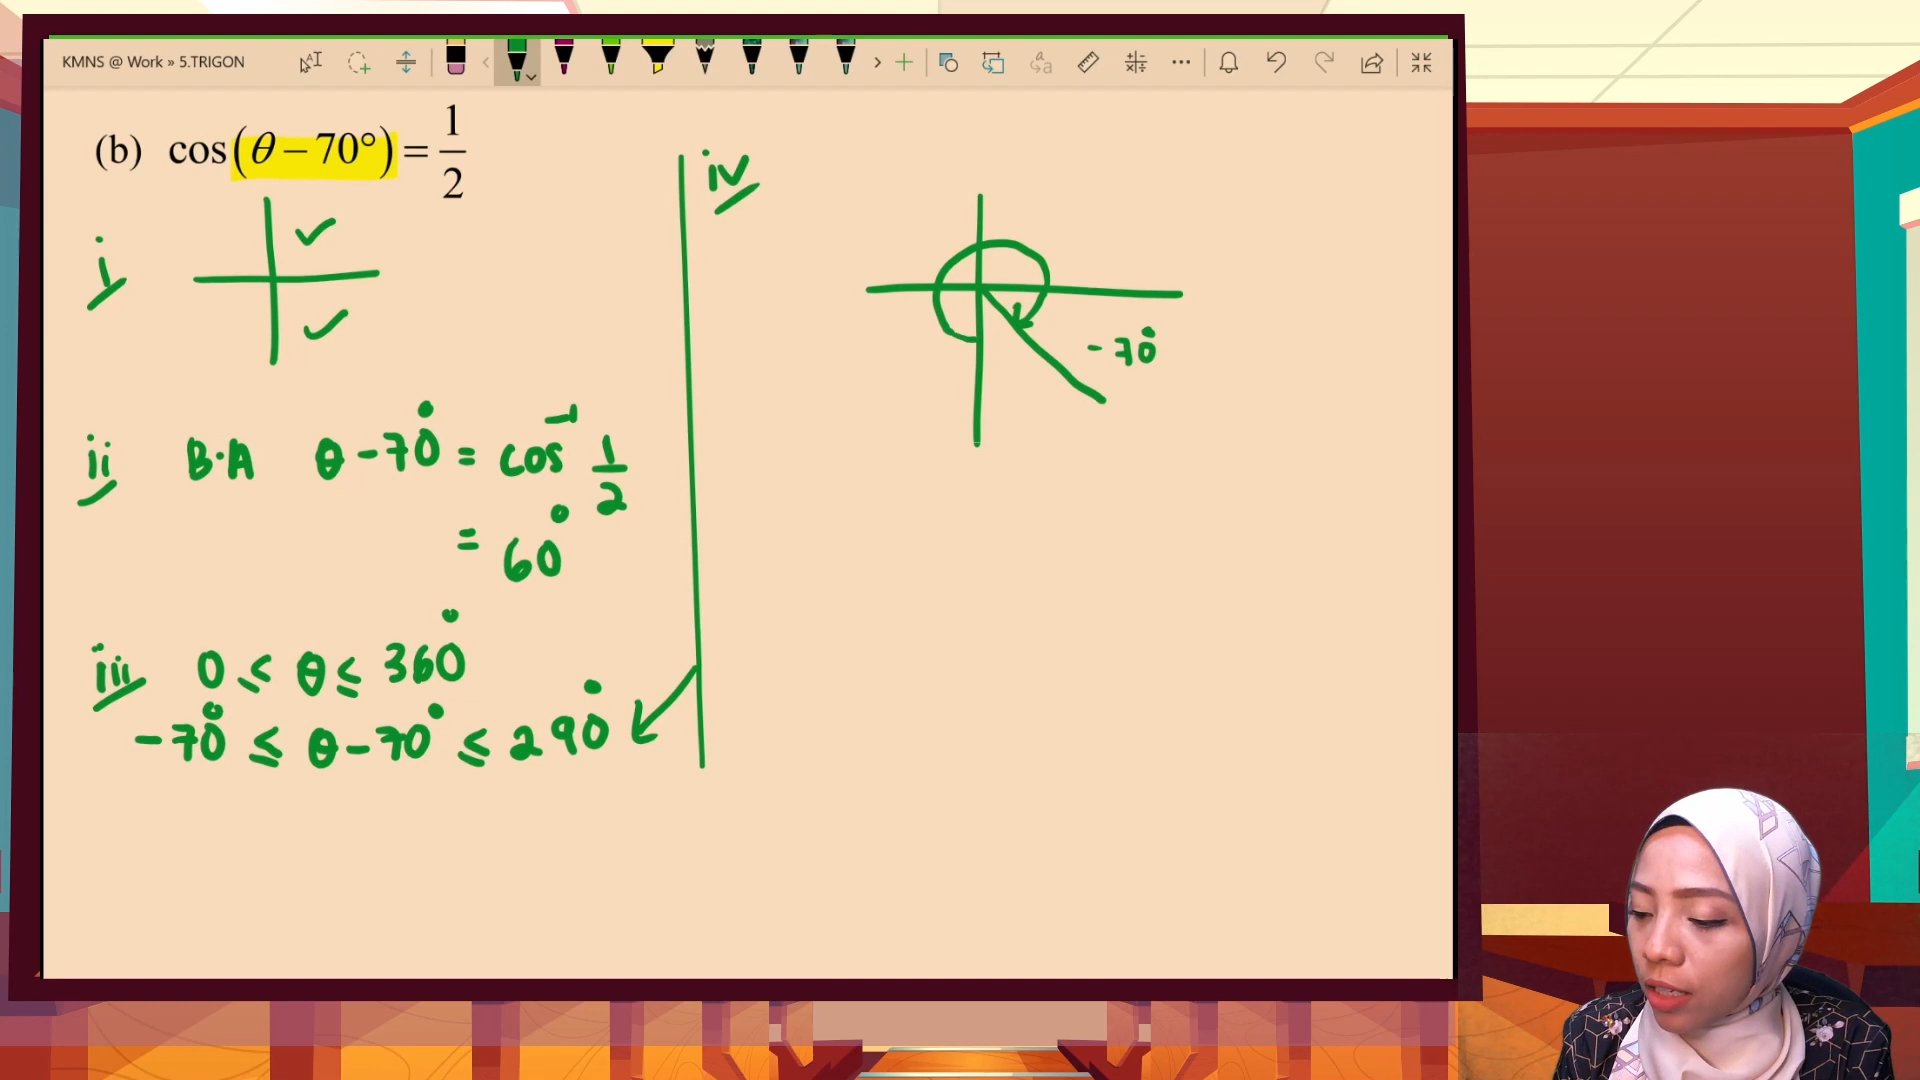 KMNS @ Work » 5.TRIGON
(b) cos(θ − 70°) = 1/2
i
ii B.A θ - 70° = cos⁻¹ 1/2
= 60°
iii 0 ≤ θ ≤ 360°
-70° ≤ θ - 70° ≤ 290°
iv
-70°